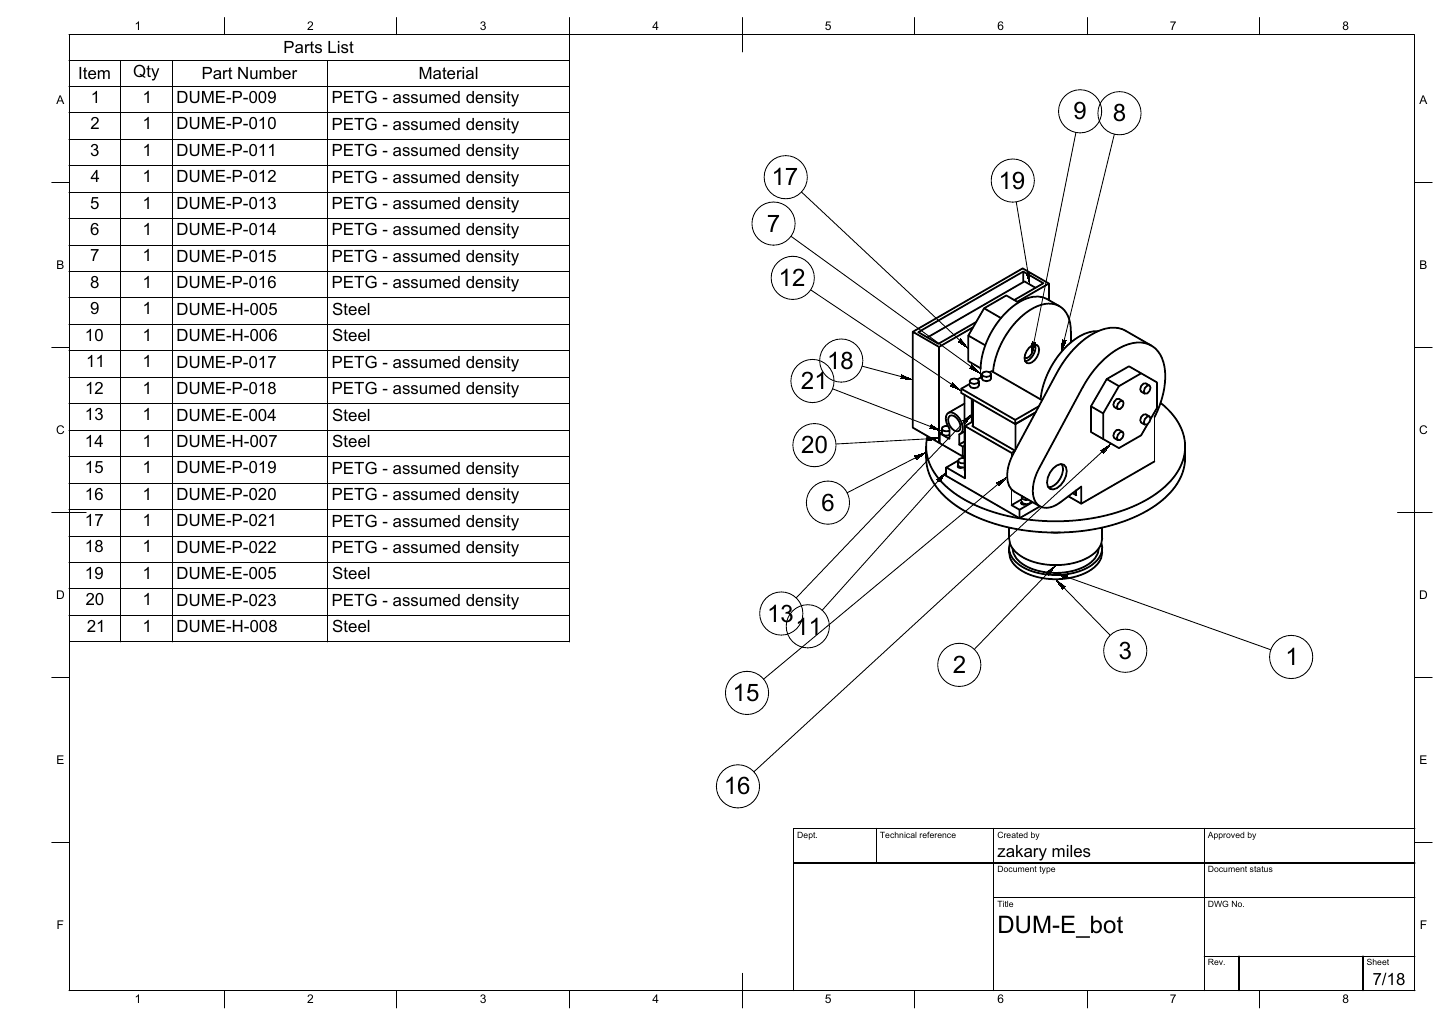 1 2 3 4 5 6 7 8
Parts List
Item Qty Part Number Material
1 1 DUME-P-009 PETG - assumed density
2 1 DUME-P-010 PETG - assumed density
3 1 DUME-P-011 PETG - assumed density
4 1 DUME-P-012 PETG - assumed density
5 1 DUME-P-013 PETG - assumed density
6 1 DUME-P-014 PETG - assumed density
7 1 DUME-P-015 PETG - assumed density
8 1 DUME-P-016 PETG - assumed density
9 1 DUME-H-005 Steel
10 1 DUME-H-006 Steel
11 1 DUME-P-017 PETG - assumed density
12 1 DUME-P-018 PETG - assumed density
13 1 DUME-E-004 Steel
14 1 DUME-H-007 Steel
15 1 DUME-P-019 PETG - assumed density
16 1 DUME-P-020 PETG - assumed density
17 1 DUME-P-021 PETG - assumed density
18 1 DUME-P-022 PETG - assumed density
19 1 DUME-E-005 Steel
20 1 DUME-P-023 PETG - assumed density
21 1 DUME-H-008 Steel
A A
B B
C C
D D
E E
F F
9 8
17 19
7
12
18
21
20
6
13
11
15
2 3 1
16
Dept. Technical reference Created by Approved by
zakary miles
Document type Document status
Title DWG No.
DUM-E_bot
Rev. Sheet
7/18
1 2 3 4 5 6 7 8